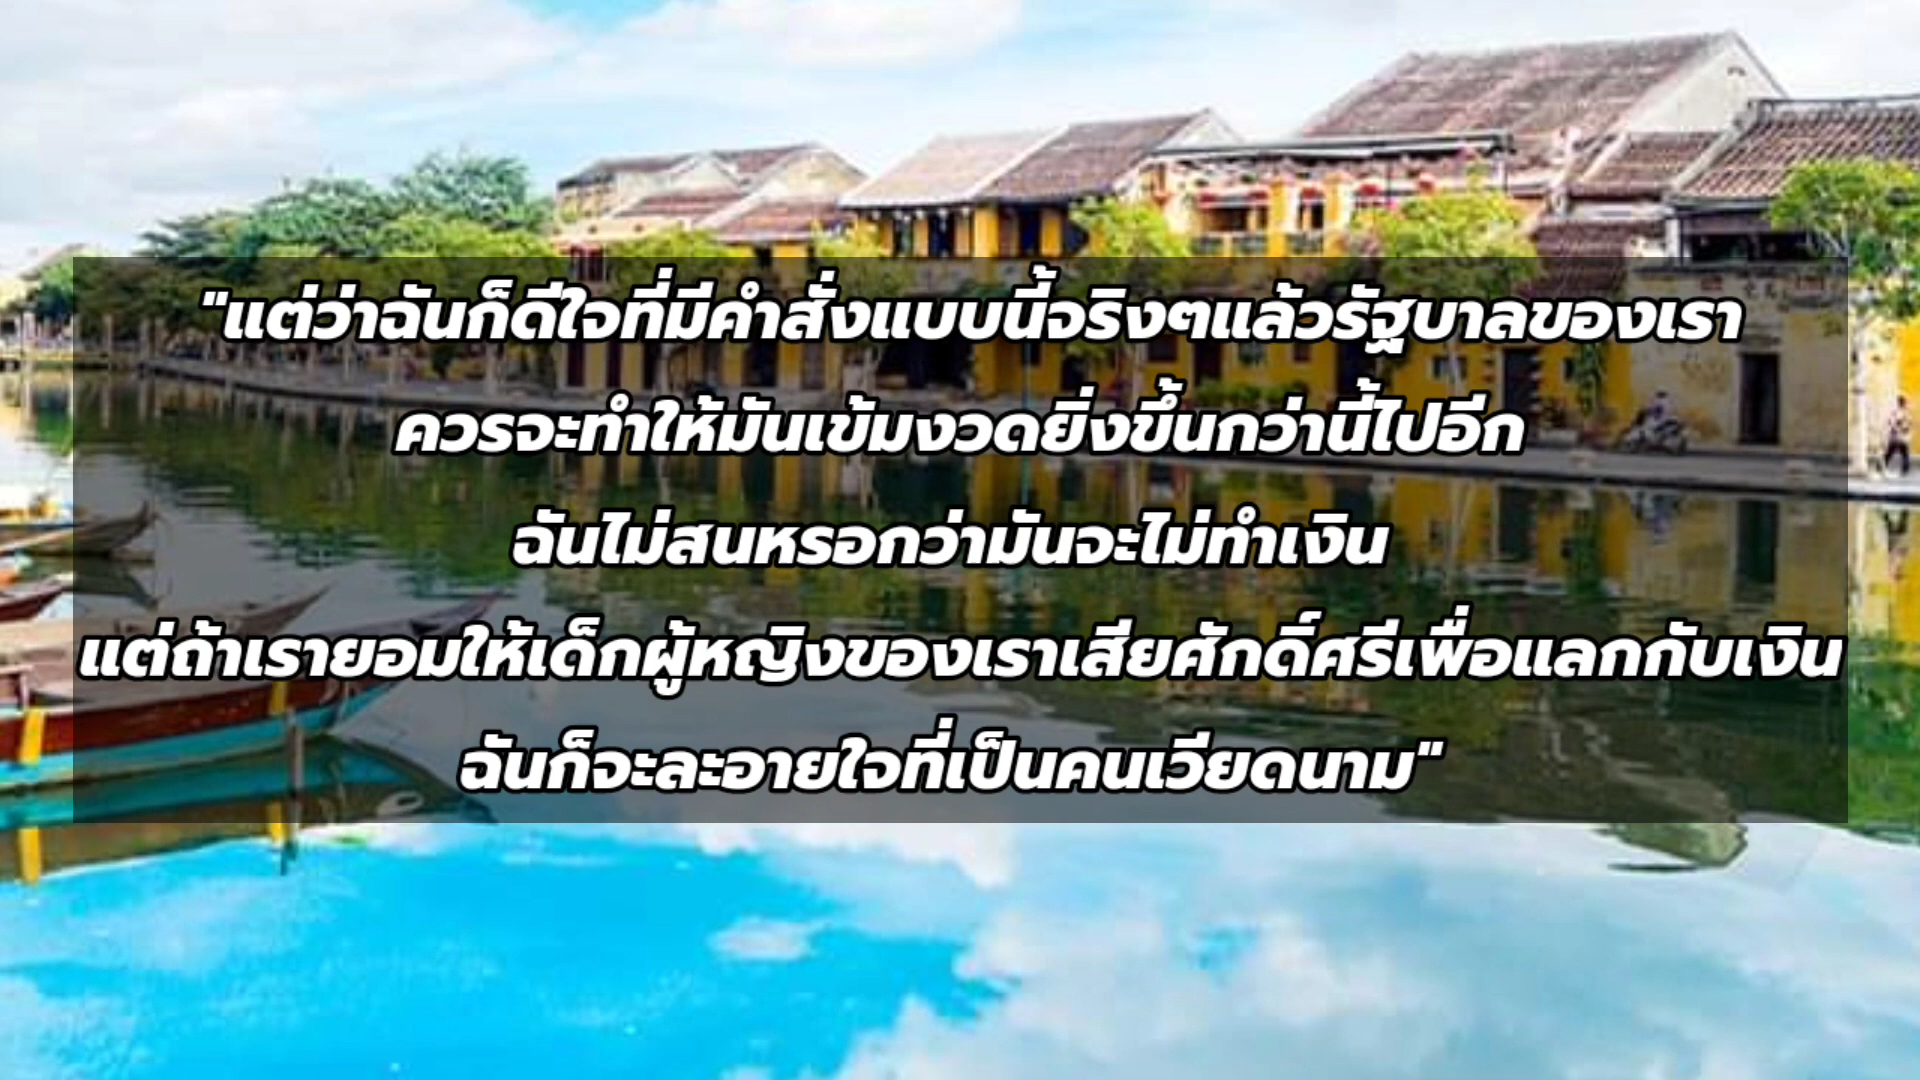 "แต่ว่าฉันก็ดีใจที่มีคำสั่งแบบนี้จริงๆแล้วรัฐบาลของเรา
ควรจะทำให้มันเข้มงวดยิ่งขึ้นกว่านี้ไปอีก
ฉันไม่สนหรอกว่ามันจะไม่ทำเงิน
แต่ถ้าเรายอมให้เด็กผู้หญิงของเราเสียศักดิ์ศรีเพื่อแลกกับเงิน
ฉันก็จะละอายใจที่เป็นคนเวียดนาม"